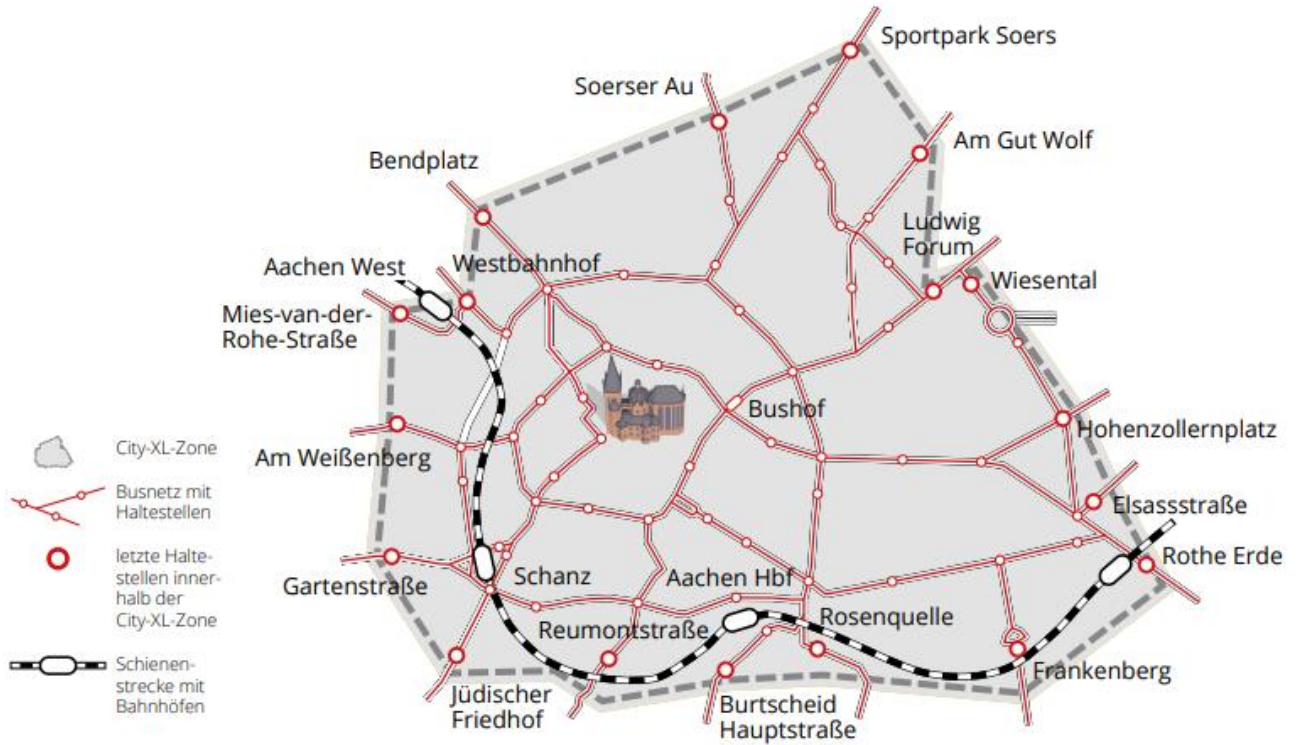 Sportpark Soers
Soerser Au
Am Gut Wolf
Bendplatz
Ludwig
Forum
Aachen West
Westbahnhof
Wiesental
Mies-van-der-
Rohe-Straße
Bushof
Hohenzollernplatz
Am Weißenberg
Elsassstraße
Rothe Erde
Gartenstraße
Schanz
Aachen Hbf
Reumontstraße
Rosenquelle
Frankenberg
Jüdischer
Friedhof
Burtscheid
Hauptstraße
City-XL-Zone
Busnetz mit
Haltestellen
letzte Halte-
stellen inner-
halb der
City-XL-Zone
Schienen-
strecke mit
Bahnhöfen